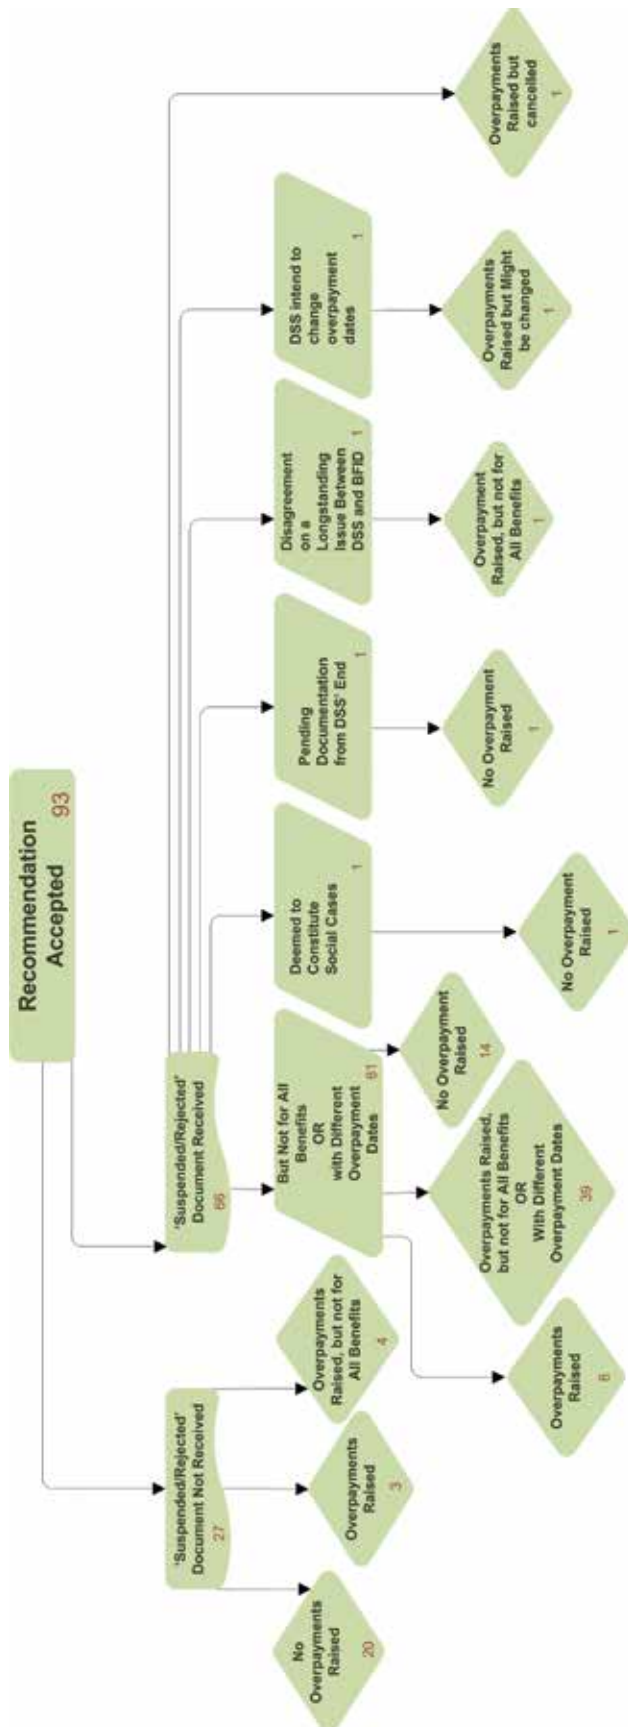 Recommendation
Accepted
93
'Suspended/Rejected'
Document Not Received
27
'Suspended/Rejected'
Document Received
66
No
Overpayments
Raised
20
Overpayments
Raised
3
Overpayments
Raised, but not for
All Benefits
4
But Not for All
Benefits
OR
with Different
Overpayment
Dates
61
Deemed to
Constitute
Social Cases
1
Pending
Documentation
from DSS' End
1
Disagreement
on a
Longstanding
Issue Between
DSS and BFID
1
DSS intend to
change
overpayment
dates
1
Overpayments
Raised
8
Overpayments Raised,
but not for All Benefits
OR
With Different
Overpayment Dates
39
No Overpayment
Raised
14
No Overpayment
Raised
1
No Overpayment
Raised
1
Overpayment
Raised, but not for
All Benefits
1
Overpayments
Raised but Might
be changed
1
Overpayments
Raised but
cancelled
1